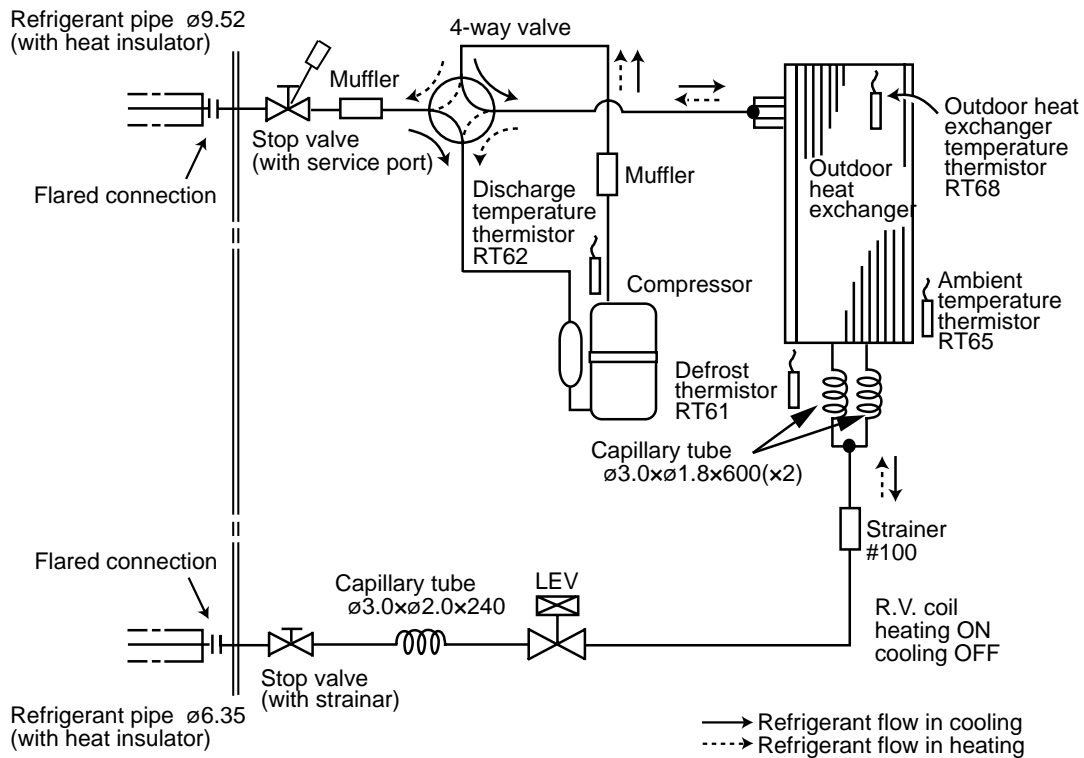 Refrigerant pipe ø9.52
(with heat insulator)
4-way valve
Muffler
Stop valve
(with service port)
Flared connection
Discharge
temperature
thermistor
RT62
Muffler
Compressor
Outdoor
heat
exchanger
Outdoor heat
exchanger
temperature
thermistor
RT68
Ambient
temperature
thermistor
RT65
Defrost
thermistor
RT61
Capillary tube
ø3.0×ø1.8×600(×2)
Strainer
#100
Flared connection
Capillary tube
ø3.0×ø2.0×240
LEV
R.V. coil
heating ON
cooling OFF
Stop valve
(with strainar)
Refrigerant pipe ø6.35
(with heat insulator)
Refrigerant flow in cooling
Refrigerant flow in heating